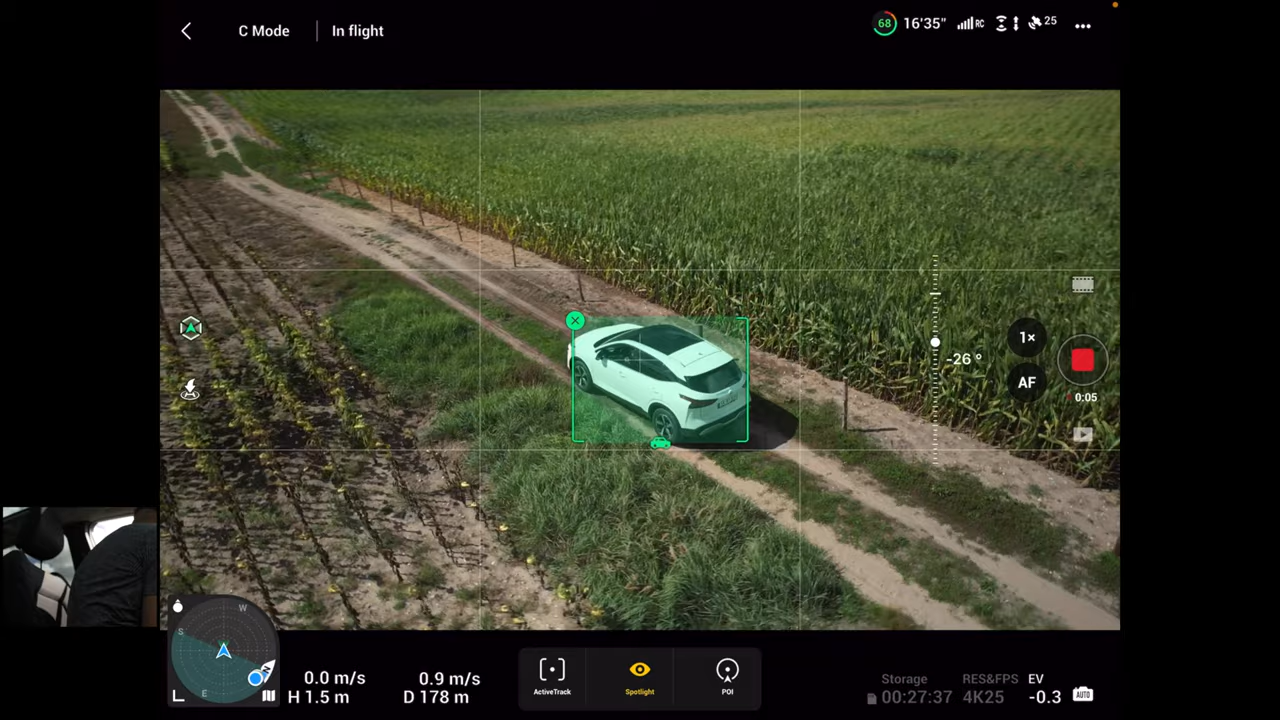 C Mode
In flight
68
16'35"
RC
25
-26 °
1×
AF
0:05
W
S
N
E
0.0 m/s
0.9 m/s
H 1.5 m
D 178 m
ActiveTrack
Spotlight
POI
Storage
RES&FPS
EV
00:27:37
4K25
-0.3
AUTO